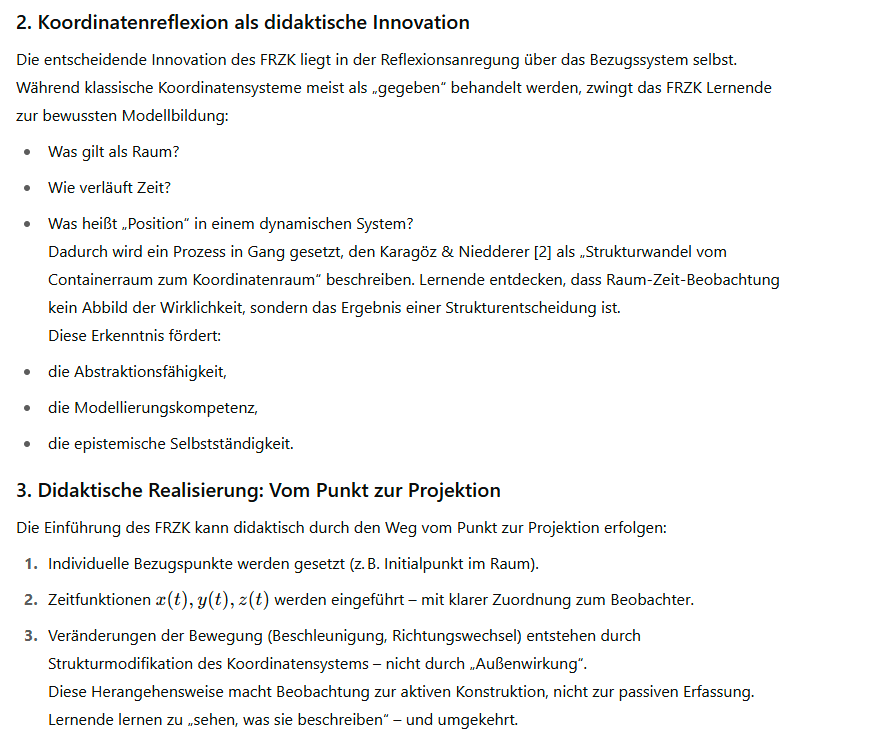 2. Koordinatenreflexion als didaktische Innovation
Die entscheidende Innovation des FRZK liegt in der Reflexionsanregung über das Bezugssystem selbst.
Während klassische Koordinatensysteme meist als „gegeben“ behandelt werden, zwingt das FRZK Lernende
zur bewussten Modellbildung:
• Was gilt als Raum?
• Wie verläuft Zeit?
• Was heißt „Position“ in einem dynamischen System?
Dadurch wird ein Prozess in Gang gesetzt, den Karagöz & Niedderer [2] als „Strukturwandel vom
Containerraum zum Koordinatenraum“ beschreiben. Lernende entdecken, dass Raum-Zeit-Beobachtung
kein Abbild der Wirklichkeit, sondern das Ergebnis einer Strukturentscheidung ist.
Diese Erkenntnis fördert:
• die Abstraktionsfähigkeit,
• die Modellierungskompetenz,
• die epistemische Selbstständigkeit.
3. Didaktische Realisierung: Vom Punkt zur Projektion
Die Einführung des FRZK kann didaktisch durch den Weg vom Punkt zur Projektion erfolgen:
1. Individuelle Bezugspunkte werden gesetzt (z. B. Initialpunkt im Raum).
2. Zeitfunktionen x(t), y(t), z(t) werden eingeführt – mit klarer Zuordnung zum Beobachter.
3. Veränderungen der Bewegung (Beschleunigung, Richtungswechsel) entstehen durch
Strukturmodifikation des Koordinatensystems – nicht durch „Außenwirkung“.
Diese Herangehensweise macht Beobachtung zur aktiven Konstruktion, nicht zur passiven Erfassung.
Lernende lernen zu „sehen, was sie beschreiben“ – und umgekehrt.